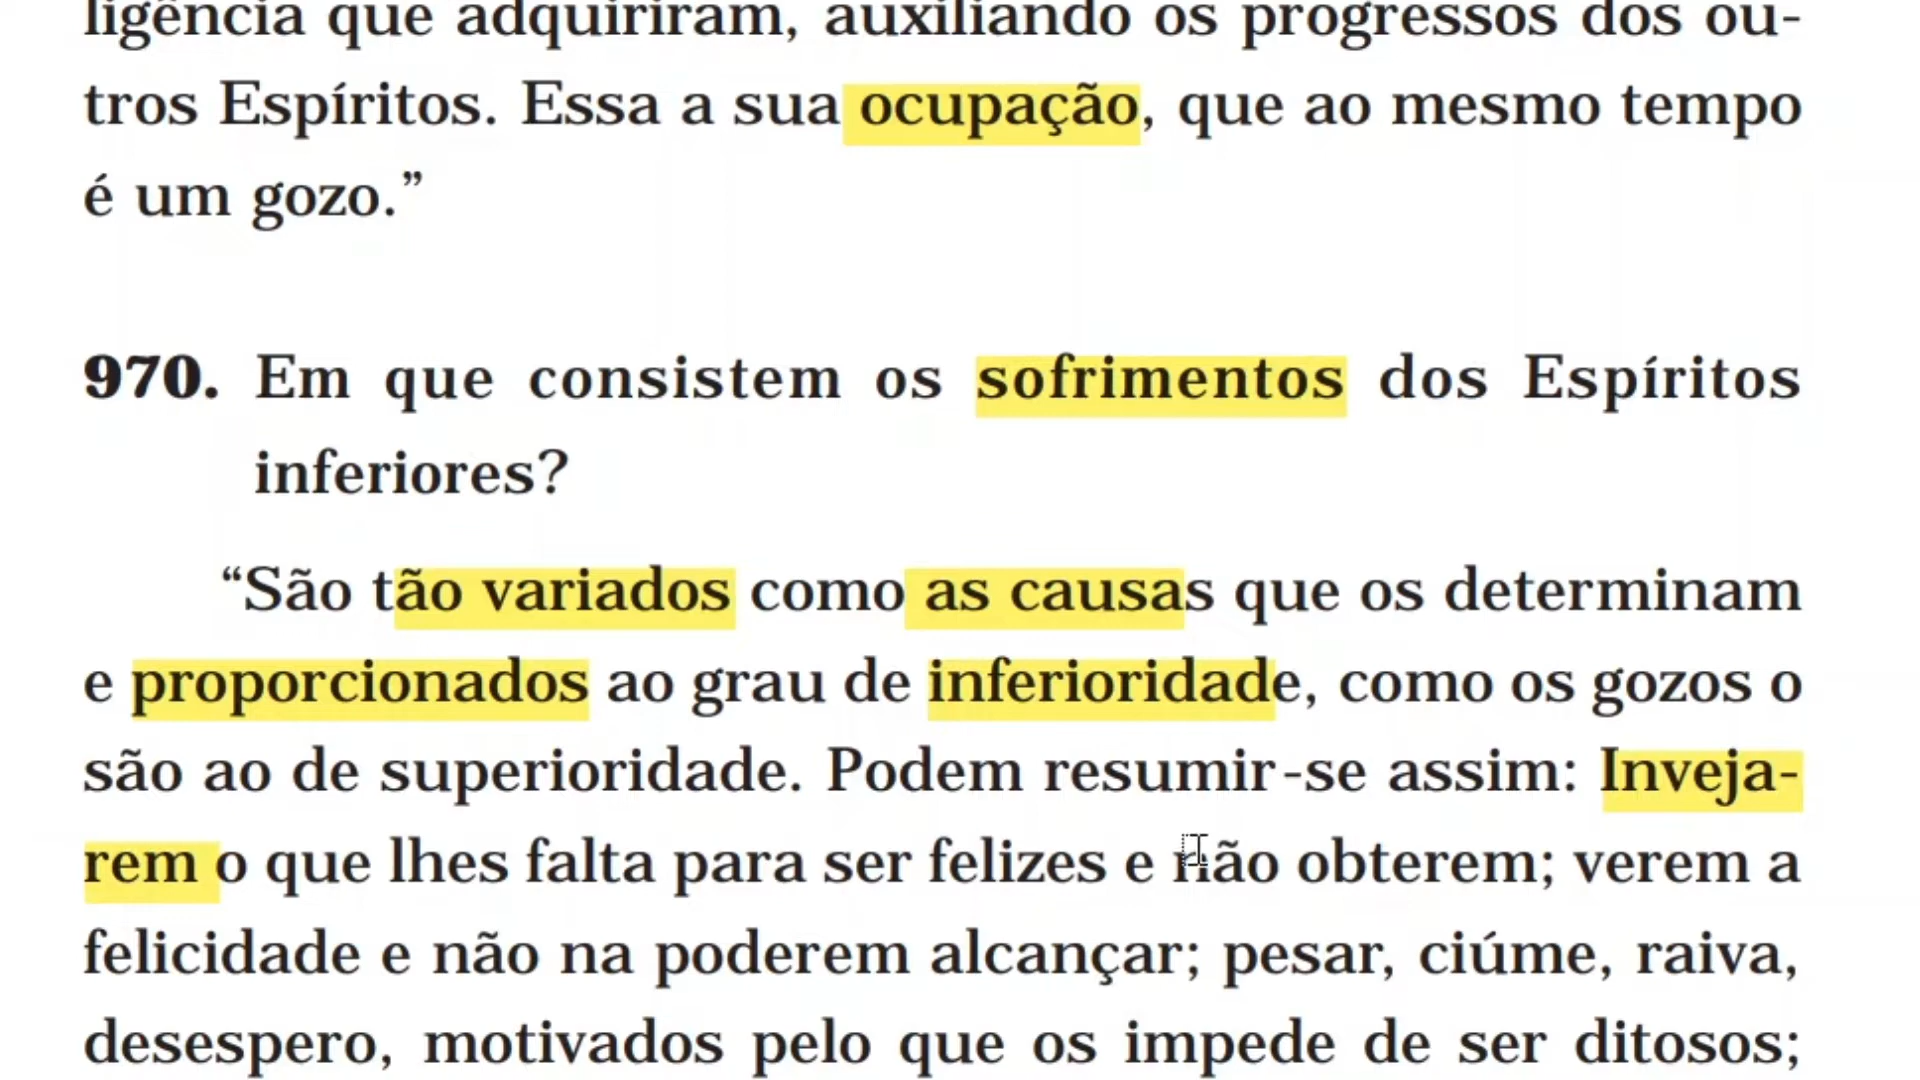 ligência que adquiriram, auxiliando os progressos dos ou-
tros Espíritos. Essa a sua ocupação, que ao mesmo tempo
é um gozo.”
970. Em que consistem os sofrimentos dos Espíritos
inferiores?
“São tão variados como as causas que os determinam
e proporcionados ao grau de inferioridade, como os gozos o
são ao de superioridade. Podem resumir-se assim: Inveja-
rem o que lhes falta para ser felizes e não obterem; verem a
felicidade e não na poderem alcançar; pesar, ciúme, raiva,
desespero, motivados pelo que os impede de ser ditosos;